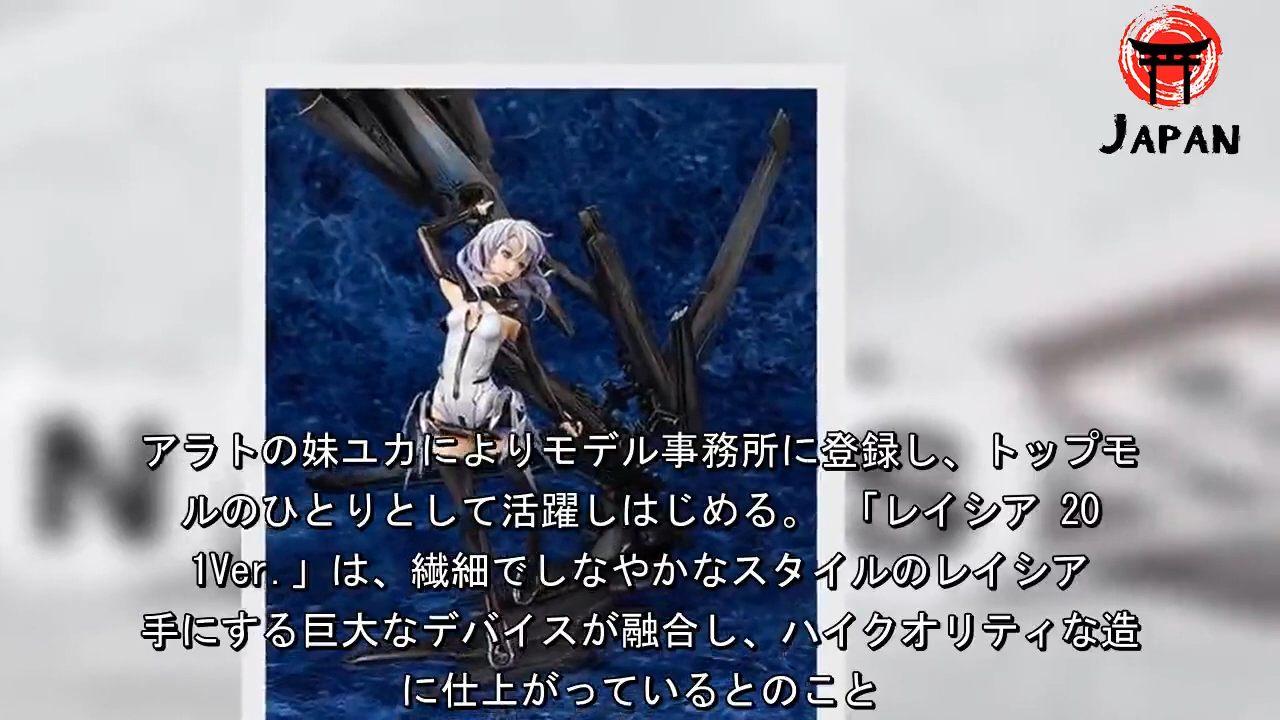 JAPAN
アラトの妹ユカによりモデル事務所に登録し、トップモ
ルのひとりとして活躍しはじめる。 「レイシア 20
1Ver.」は、繊細でしなやかなスタイルのレイシア
手にする巨大なデバイスが融合し、ハイクオリティな造
に仕上がっているとのこと